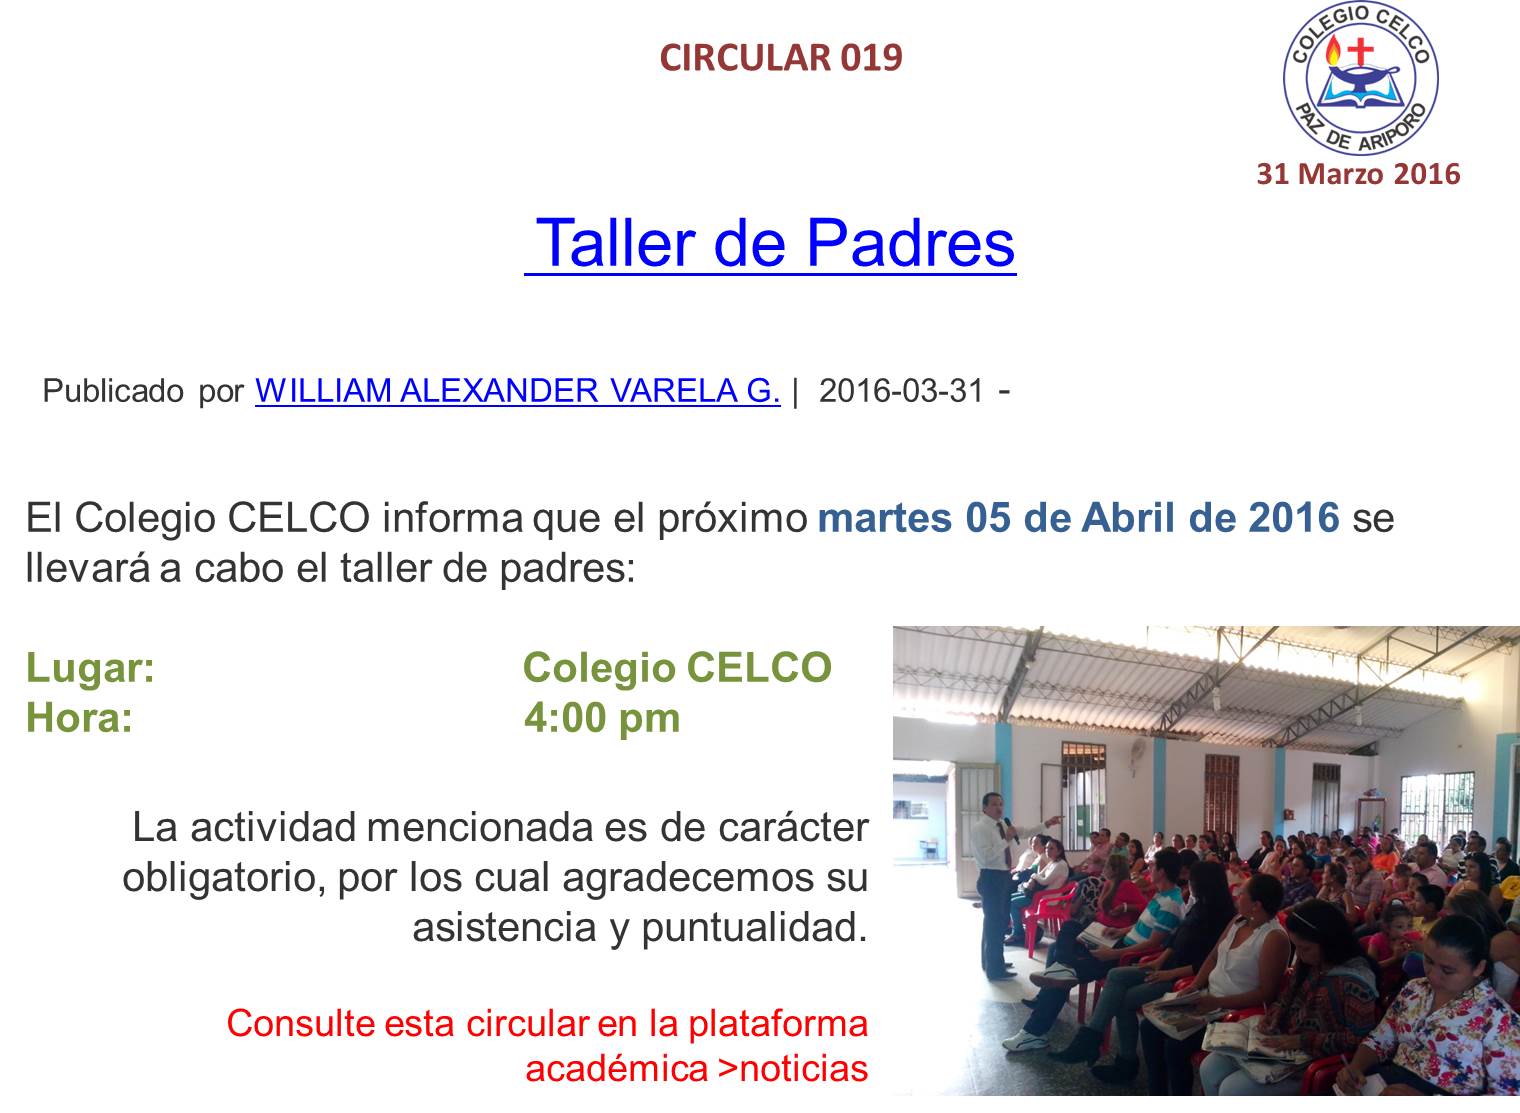 CIRCULAR 019
COLEGIO CELCO
PAZ DE ARIPORO
31 Marzo 2016
Taller de Padres
Publicado por WILLIAM ALEXANDER VARELA G. | 2016-03-31 -
El Colegio CELCO informa que el próximo martes 05 de Abril de 2016 se
llevará a cabo el taller de padres:
Lugar: Colegio CELCO
Hora: 4:00 pm
La actividad mencionada es de carácter
obligatorio, por los cual agradecemos su
asistencia y puntualidad.
Consulte esta circular en la plataforma
académica >noticias